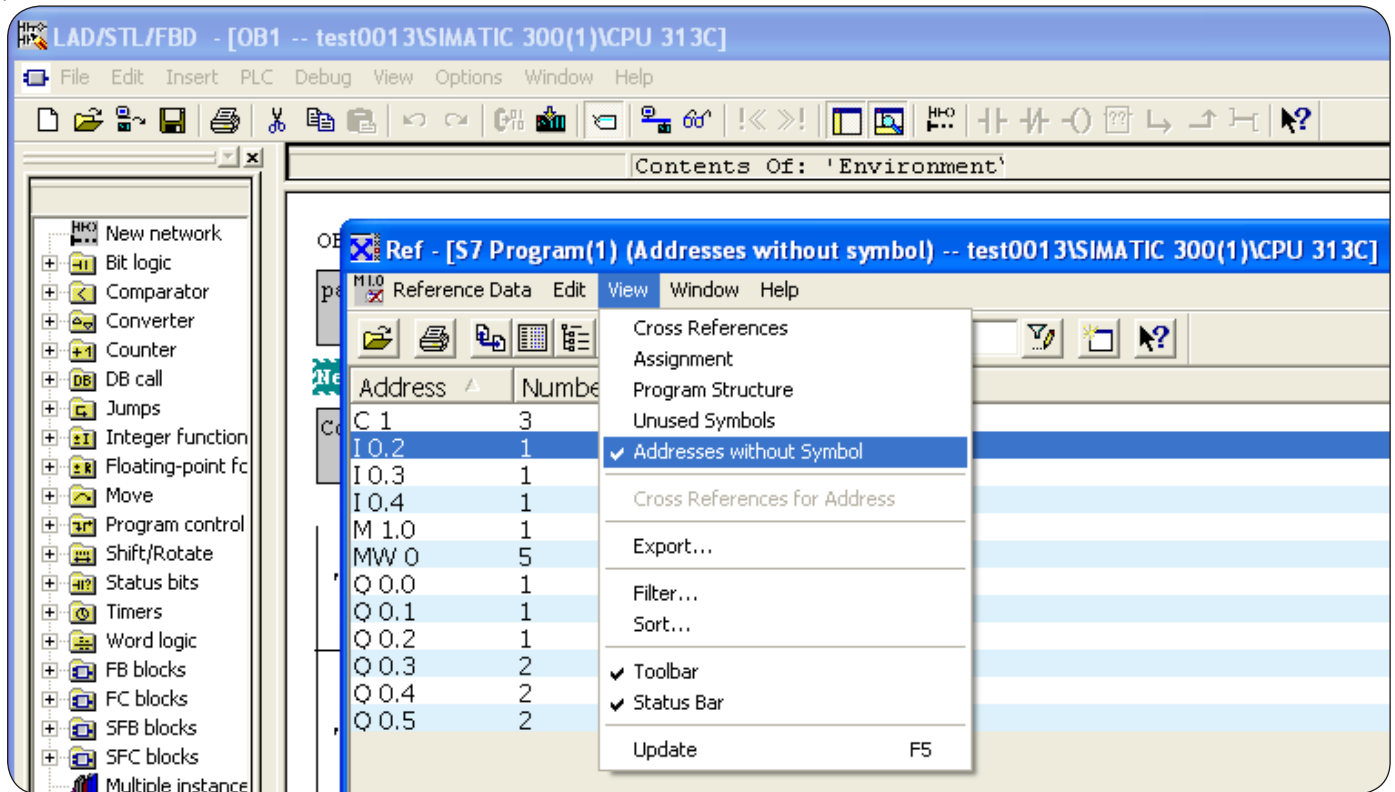 LAD/STL/FBD - [OB1 -- test0013\SIMATIC 300(1)\CPU 313C]
File Edit Insert PLC Debug View Options Window Help
Contents Of: 'Environment'
New network
Bit logic
Comparator
Converter
Counter
DB call
Jumps
Integer function
Floating-point fc
Move
Program control
Shift/Rotate
Status bits
Timers
Word logic
FB blocks
FC blocks
SFB blocks
SFC blocks
Multiple instance
Ref - [S7 Program(1) (Addresses without symbol) -- test0013\SIMATIC 300(1)\CPU 313C]
Reference Data Edit View Window Help
Address Numbe
C 1 3
I 0.2 1
I 0.3 1
I 0.4 1
M 1.0 1
MW 0 5
Q 0.0 1
Q 0.1 1
Q 0.2 1
Q 0.3 2
Q 0.4 2
Q 0.5 2
Cross References
Assignment
Program Structure
Unused Symbols
Addresses without Symbol
Cross References for Address
Export...
Filter...
Sort...
Toolbar
Status Bar
Update F5